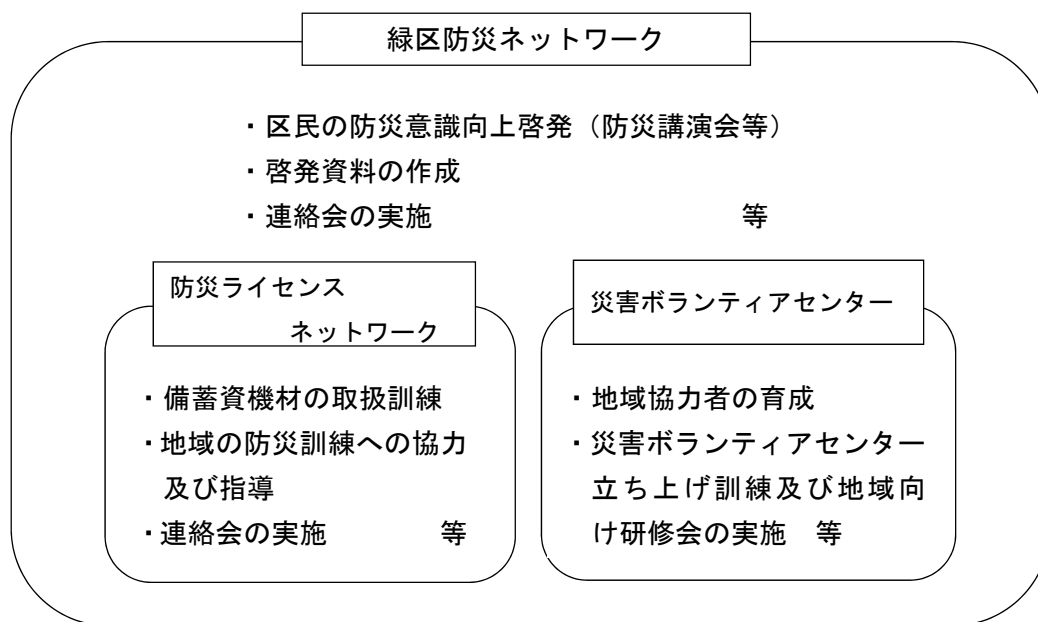 緑区防災ネットワーク
・区民の防災意識向上啓発（防災講演会等）
・啓発資料の作成
・連絡会の実施　　　　　　　等
防災ライセンス
ネットワーク
・備蓄資機材の取扱訓練
・地域の防災訓練への協力
及び指導
・連絡会の実施　　　　等
災害ボランティアセンター
・地域協力者の育成
・災害ボランティアセンター
立ち上げ訓練及び地域向
け研修会の実施　等